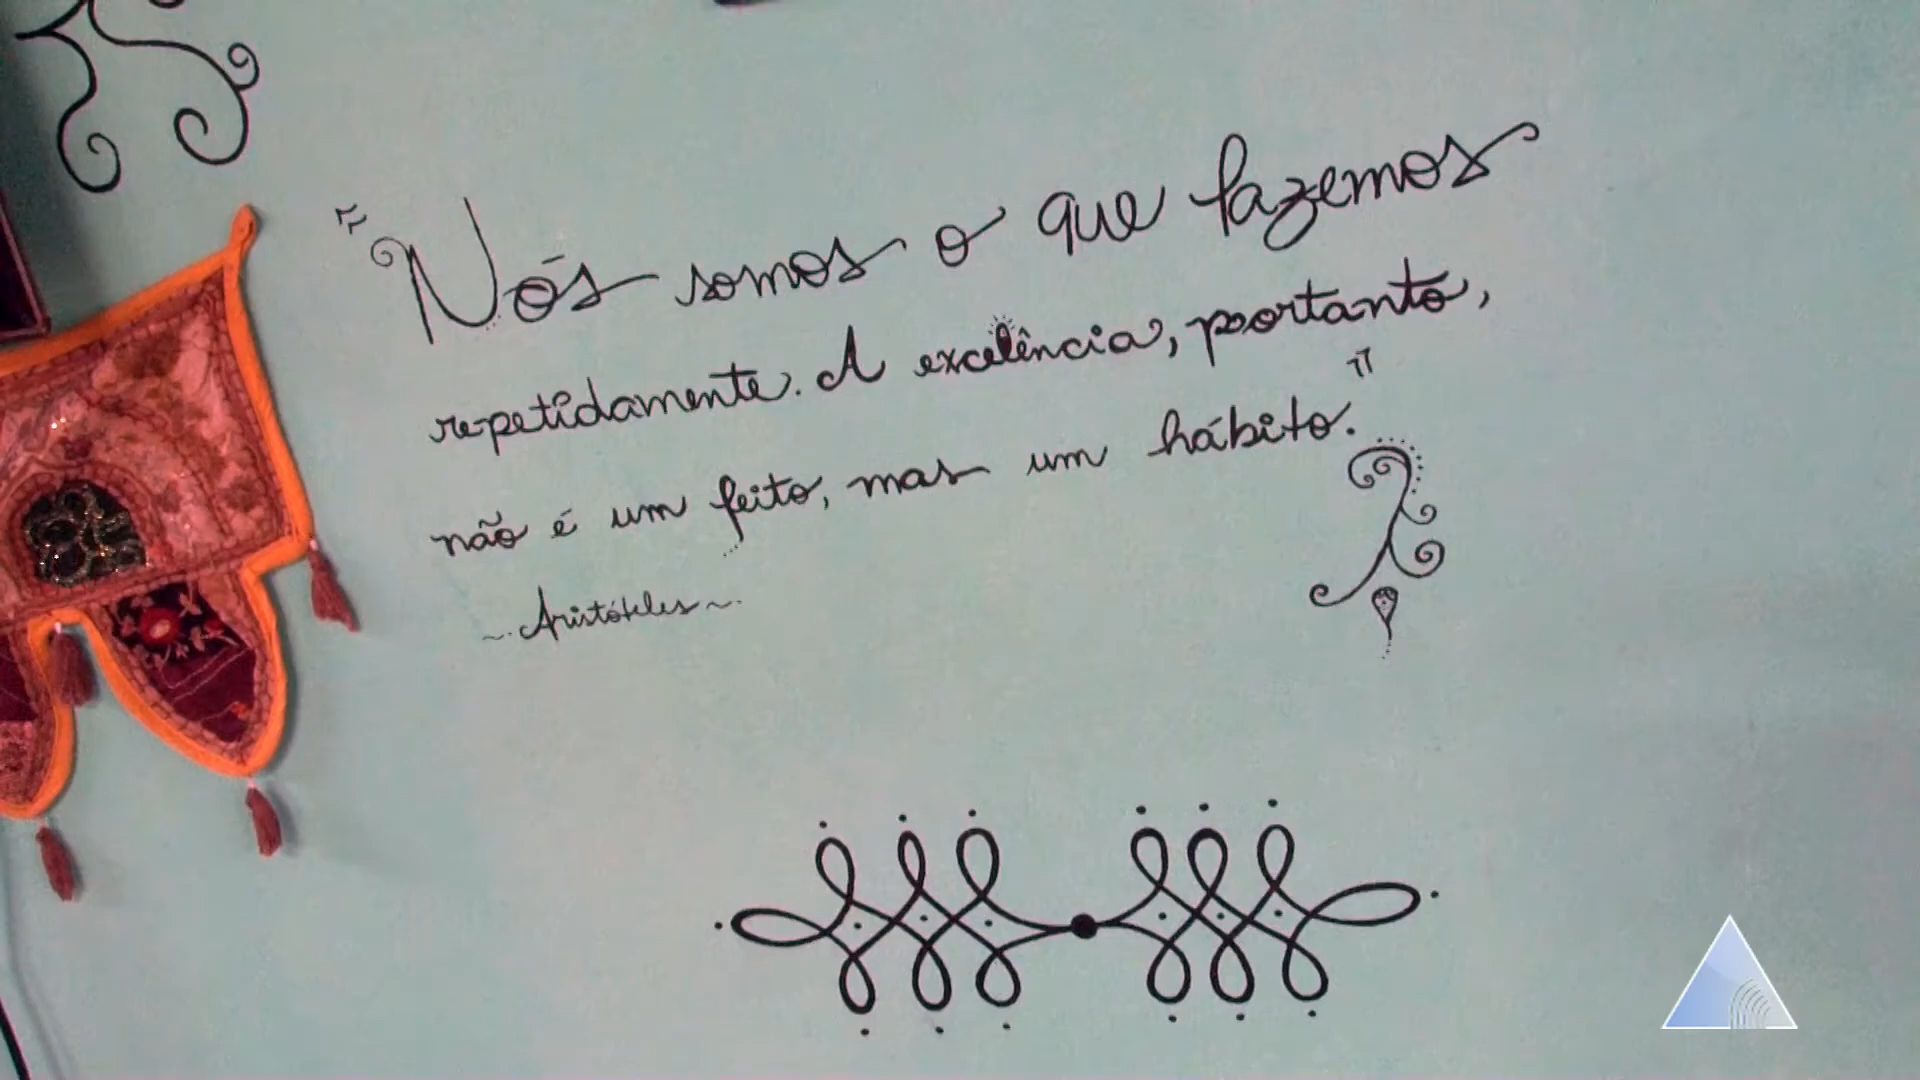 "Nós somos o que fazemos
repetidamente. A excelência, portanto,
não é um feito, mas um hábito."
~. Aristóteles ~.